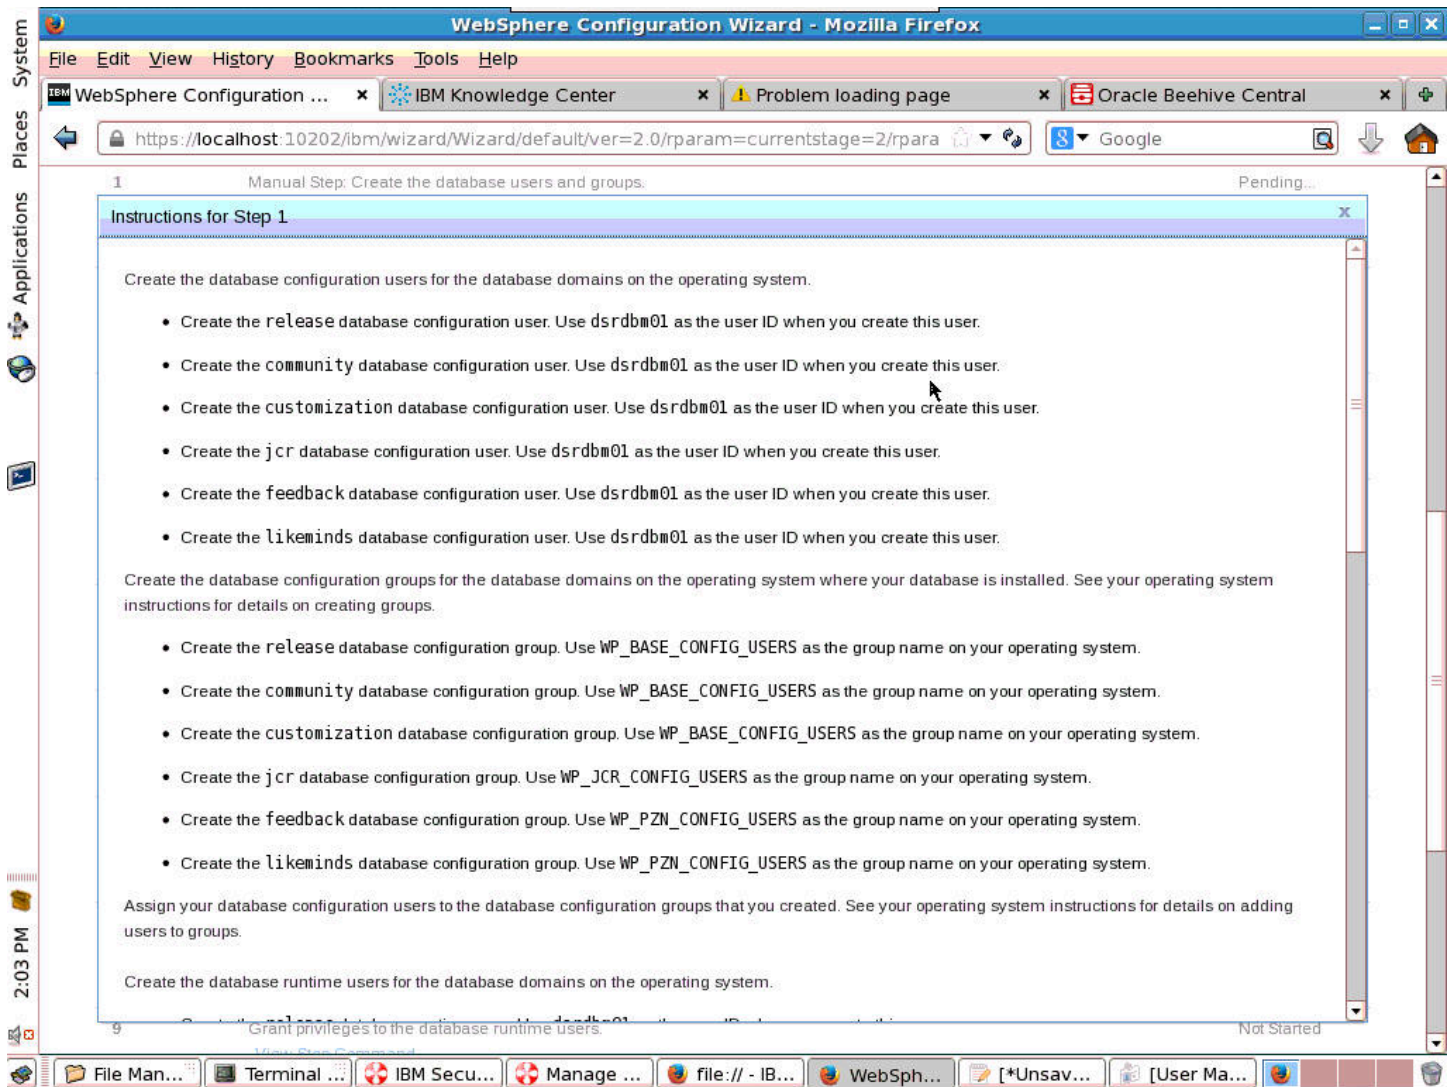 WebSphere Configuration Wizard - Mozilla Firefox
File Edit View History Bookmarks Tools Help
IBM WebSphere Configuration ... IBM Knowledge Center Problem loading page Oracle Beehive Central
https://localhost:10202/ibm/wizard/Wizard/default/ver=2.0/rparam=currentstage=2/rpara 8 Google
System
Places
Applications
2:03 PM
1 Manual Step: Create the database users and groups. Pending...
Instructions for Step 1 x
Create the database configuration users for the database domains on the operating system.
• Create the release database configuration user. Use dsrdbm01 as the user ID when you create this user.
• Create the community database configuration user. Use dsrdbm01 as the user ID when you create this user.
• Create the customization database configuration user. Use dsrdbm01 as the user ID when you create this user.
• Create the jcr database configuration user. Use dsrdbm01 as the user ID when you create this user.
• Create the feedback database configuration user. Use dsrdbm01 as the user ID when you create this user.
• Create the likeminds database configuration user. Use dsrdbm01 as the user ID when you create this user.
Create the database configuration groups for the database domains on the operating system where your database is installed. See your operating system
instructions for details on creating groups.
• Create the release database configuration group. Use WP_BASE_CONFIG_USERS as the group name on your operating system.
• Create the community database configuration group. Use WP_BASE_CONFIG_USERS as the group name on your operating system.
• Create the customization database configuration group. Use WP_BASE_CONFIG_USERS as the group name on your operating system.
• Create the jcr database configuration group. Use WP_JCR_CONFIG_USERS as the group name on your operating system.
• Create the feedback database configuration group. Use WP_PZN_CONFIG_USERS as the group name on your operating system.
• Create the likeminds database configuration group. Use WP_PZN_CONFIG_USERS as the group name on your operating system.
Assign your database configuration users to the database configuration groups that you created. See your operating system instructions for details on adding
users to groups.
Create the database runtime users for the database domains on the operating system.
9 Grant privileges to the database runtime users. Not Started
View Step Command
File Man... Terminal ... IBM Secu... Manage ... file:// - IB... WebSph... [*Unsav... [User Ma...